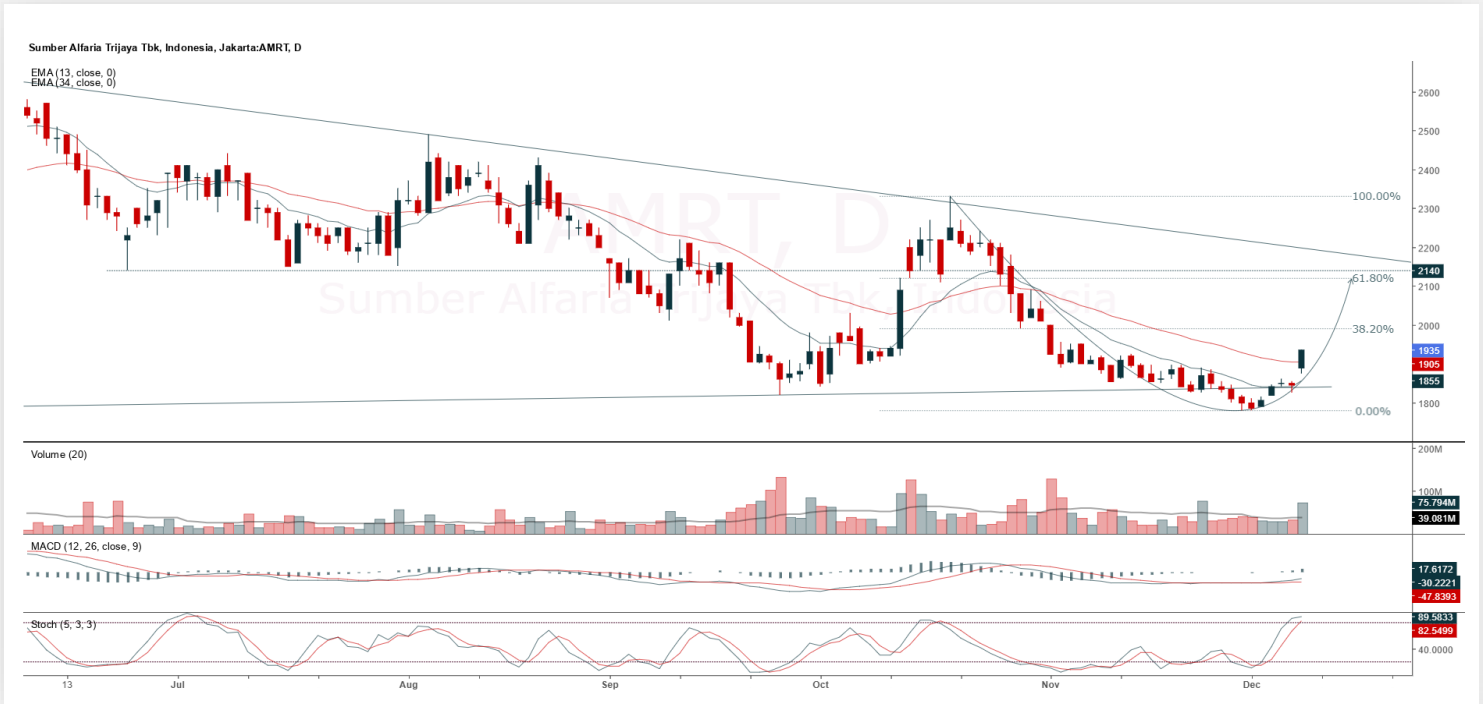 Sumber Alfaria Trijaya Tbk, Indonesia, Jakarta:AMRT, D
EMA (13, close, 0)
EMA (34, close, 0)
AMRT, D
Sumber Alfaria Trijaya Tbk, Indonesia
2600
2500
2400
2300
2200
2140
2100
2000
1935
1905
1855
1800
100.00%
61.80%
38.20%
0.00%
Volume (20)
200M
100M
75.794M
39.081M
MACD (12, 26, close, 9)
17.6172
-30.2221
-47.8393
Stoch (5, 3, 3)
89.5833
82.5499
40.0000
13 Jul Aug Sep Oct Nov Dec